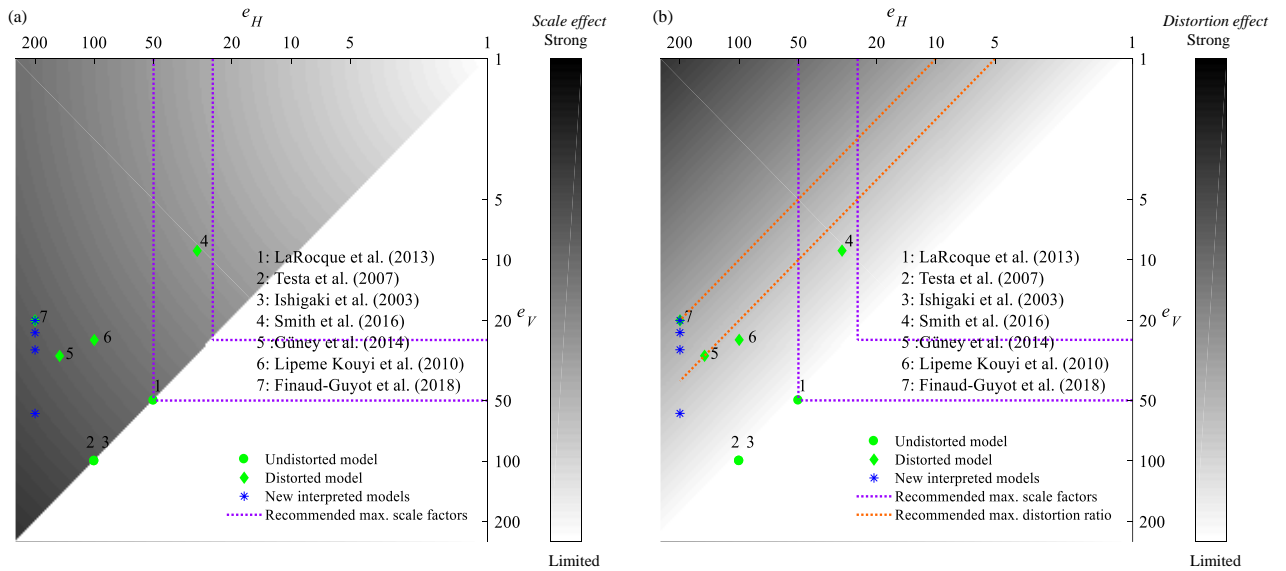 (a)
e_H
Scale effect
Strong
200 100 50 20 10 5 1
1
5
10
20
e_V
50
100
200
4
7
6
5
1
2 3
1: LaRocque et al. (2013)
2: Testa et al. (2007)
3: Ishigaki et al. (2003)
4: Smith et al. (2016)
5: Güney et al. (2014)
6: Lipeme Kouyi et al. (2010)
7: Finaud-Guyot et al. (2018)
Undistorted model
Distorted model
New interpreted models
Recommended max. scale factors
Limited
(b)
e_H
Distortion effect
Strong
200 100 50 20 10 5 1
1
5
10
20
e_V
50
100
200
4
7
6
5
1
2 3
1: LaRcoque et al. (2013)
2: Testa et al. (2007)
3: Ishigaki et al. (2003)
4: Smith et al. (2016)
5: Güney et al. (2014)
6: Lipeme Kouyi et al. (2010)
7: Finaud-Guyot et al. (2018)
Undistorted model
Distorted model
New interpreted models
Recommended max. scale factors
Recommended max. distortion ratio
Limited